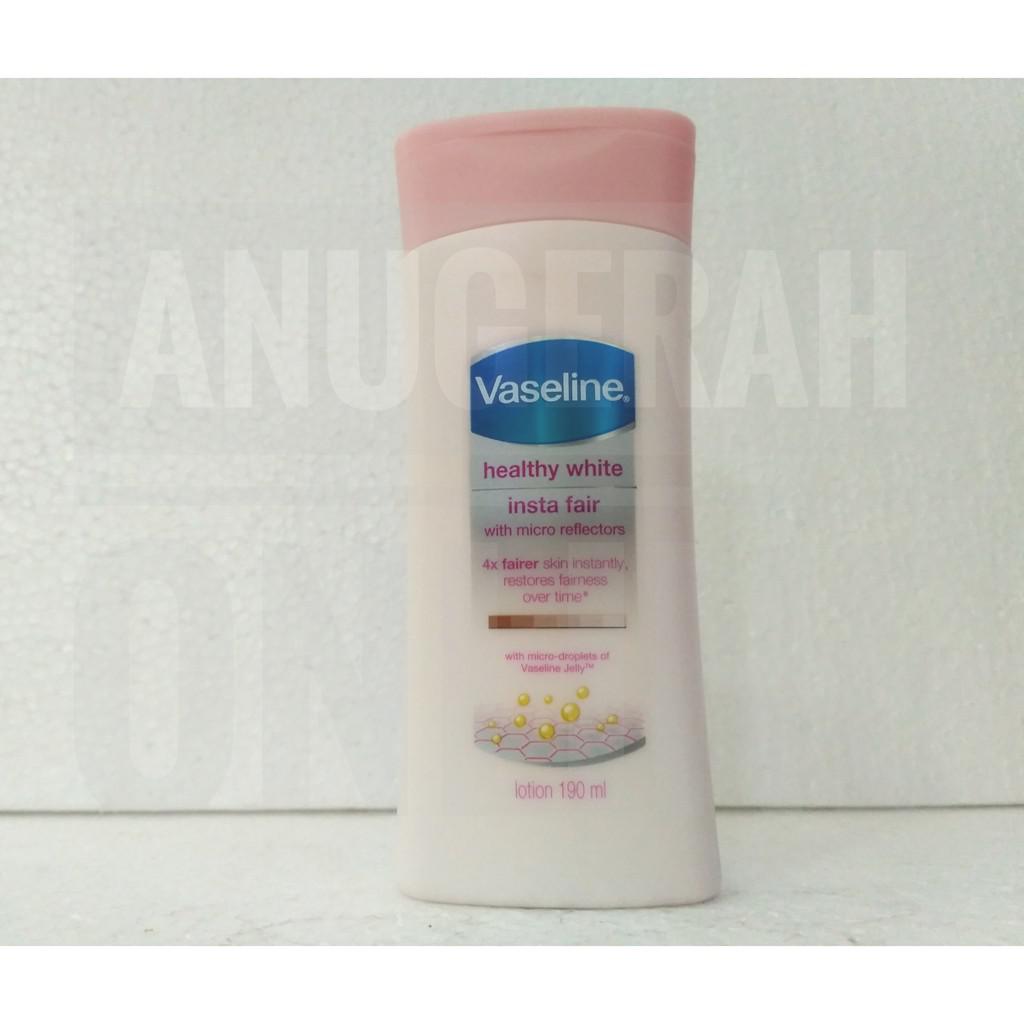 ANUGERAH
Vaseline®
healthy white
insta fair
with micro reflectors
4x fairer skin instantly,
restores fairness
over time*
with micro-droplets of
Vaseline Jelly™
lotion 190 ml